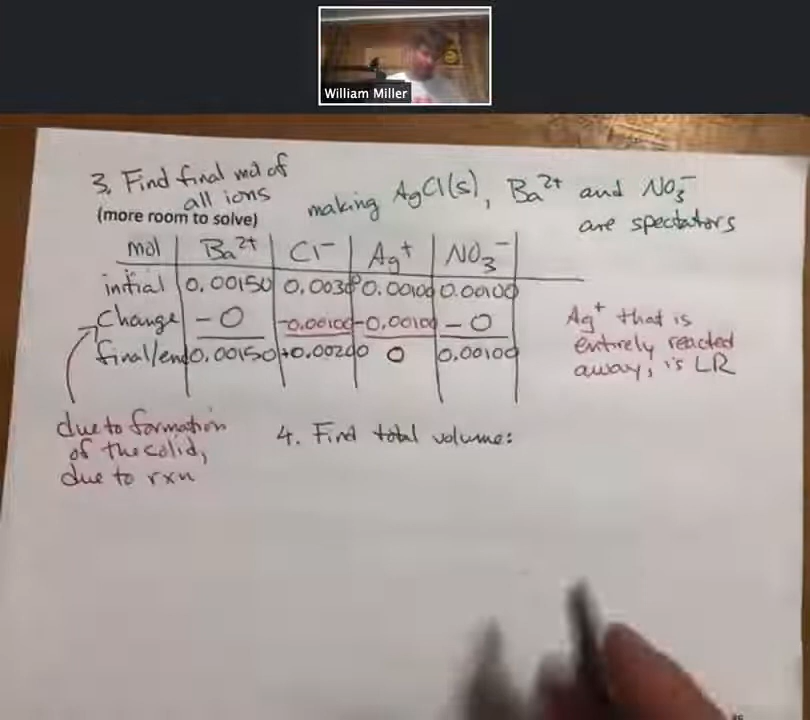 William Miller
3. Find final mol of
all ions
(more room to solve)
making AgCl(s), Ba²⁺ and NO₃⁻
are spectators
mol Ba²⁺ Cl⁻ Ag⁺ NO₃⁻
initial 0.00150 0.0030 0.00100 0.00100
Change -0 -0.00100 -0.00100 -0
final/end 0.00150 +0.00200 0 0.00100
Ag⁺ that is
entirely reacted
away, is LR
due to formation
of the solid,
due to rxn
4. Find total volume: